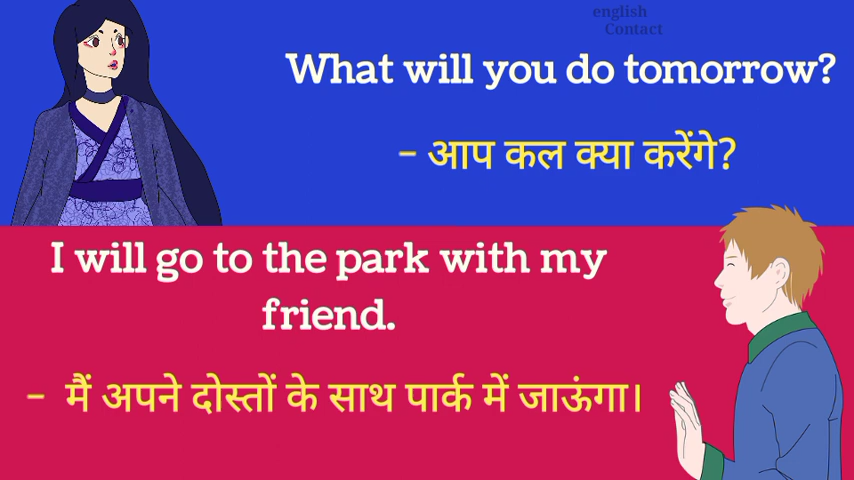 english
Contact
What will you do tomorrow?
- आप कल क्या करेंगे?
I will go to the park with my
friend.
- मैं अपने दोस्तों के साथ पार्क में जाऊंगा।